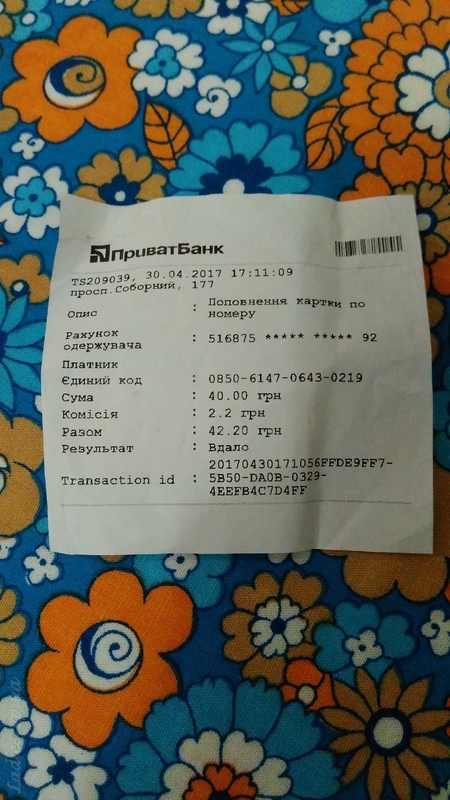 ПриватБанк
TS209039, 30.04.2017 17:11:09
просп.Соборний, 177
Опис : Поповнення картки по
номеру
Рахунок
одержувача : 516875 ***** ***** 92
Платник
Єдиний код : 0850-6147-0643-0219
Сума : 40.00 грн
Комісія : 2.2 грн
Разом : 42.20 грн
Результат : Вдало
Transaction id : 20170430171056FFDE9FF7-
5B50-DA0B-0329-
4EEFB4C7D4FF